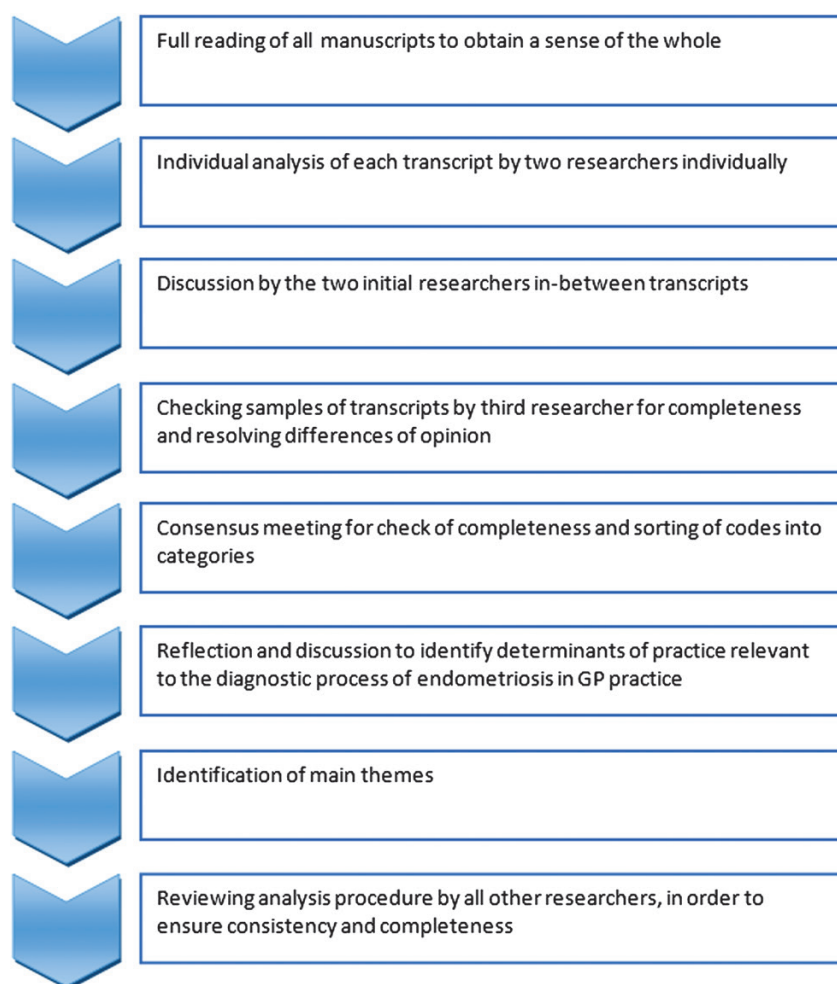 Full reading of all manuscripts to obtain a sense of the whole
Individual analysis of each transcript by two researchers individually
Discussion by the two initial researchers in-between transcripts
Checking samples of transcripts by third researcher for completeness
and resolving differences of opinion
Consensus meeting for check of completeness and sorting of codes into
categories
Reflection and discussion to identify determinants of practice relevant
to the diagnostic process of endometriosis in GP practice
Identification of main themes
Reviewing analysis procedure by all other researchers, in order to
ensure consistency and completeness